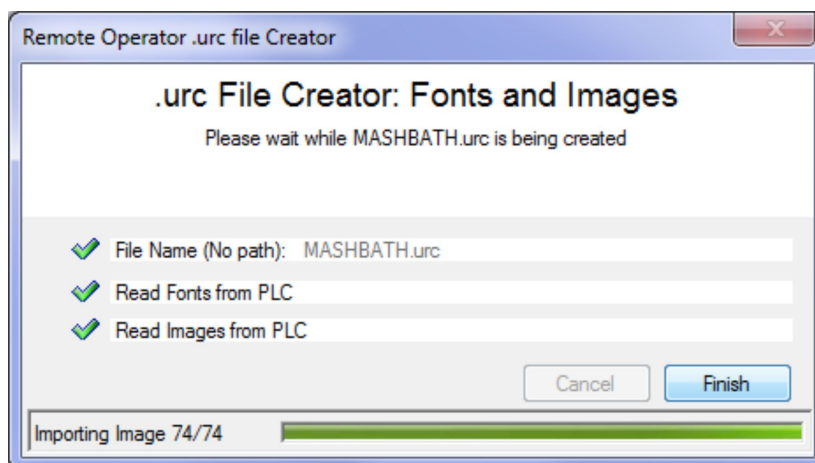 Remote Operator .urc file Creator
.urc File Creator: Fonts and Images
Please wait while MASHBATH.urc is being created
File Name (No path): MASHBATH.urc
Read Fonts from PLC
Read Images from PLC
Cancel Finish
Importing Image 74/74